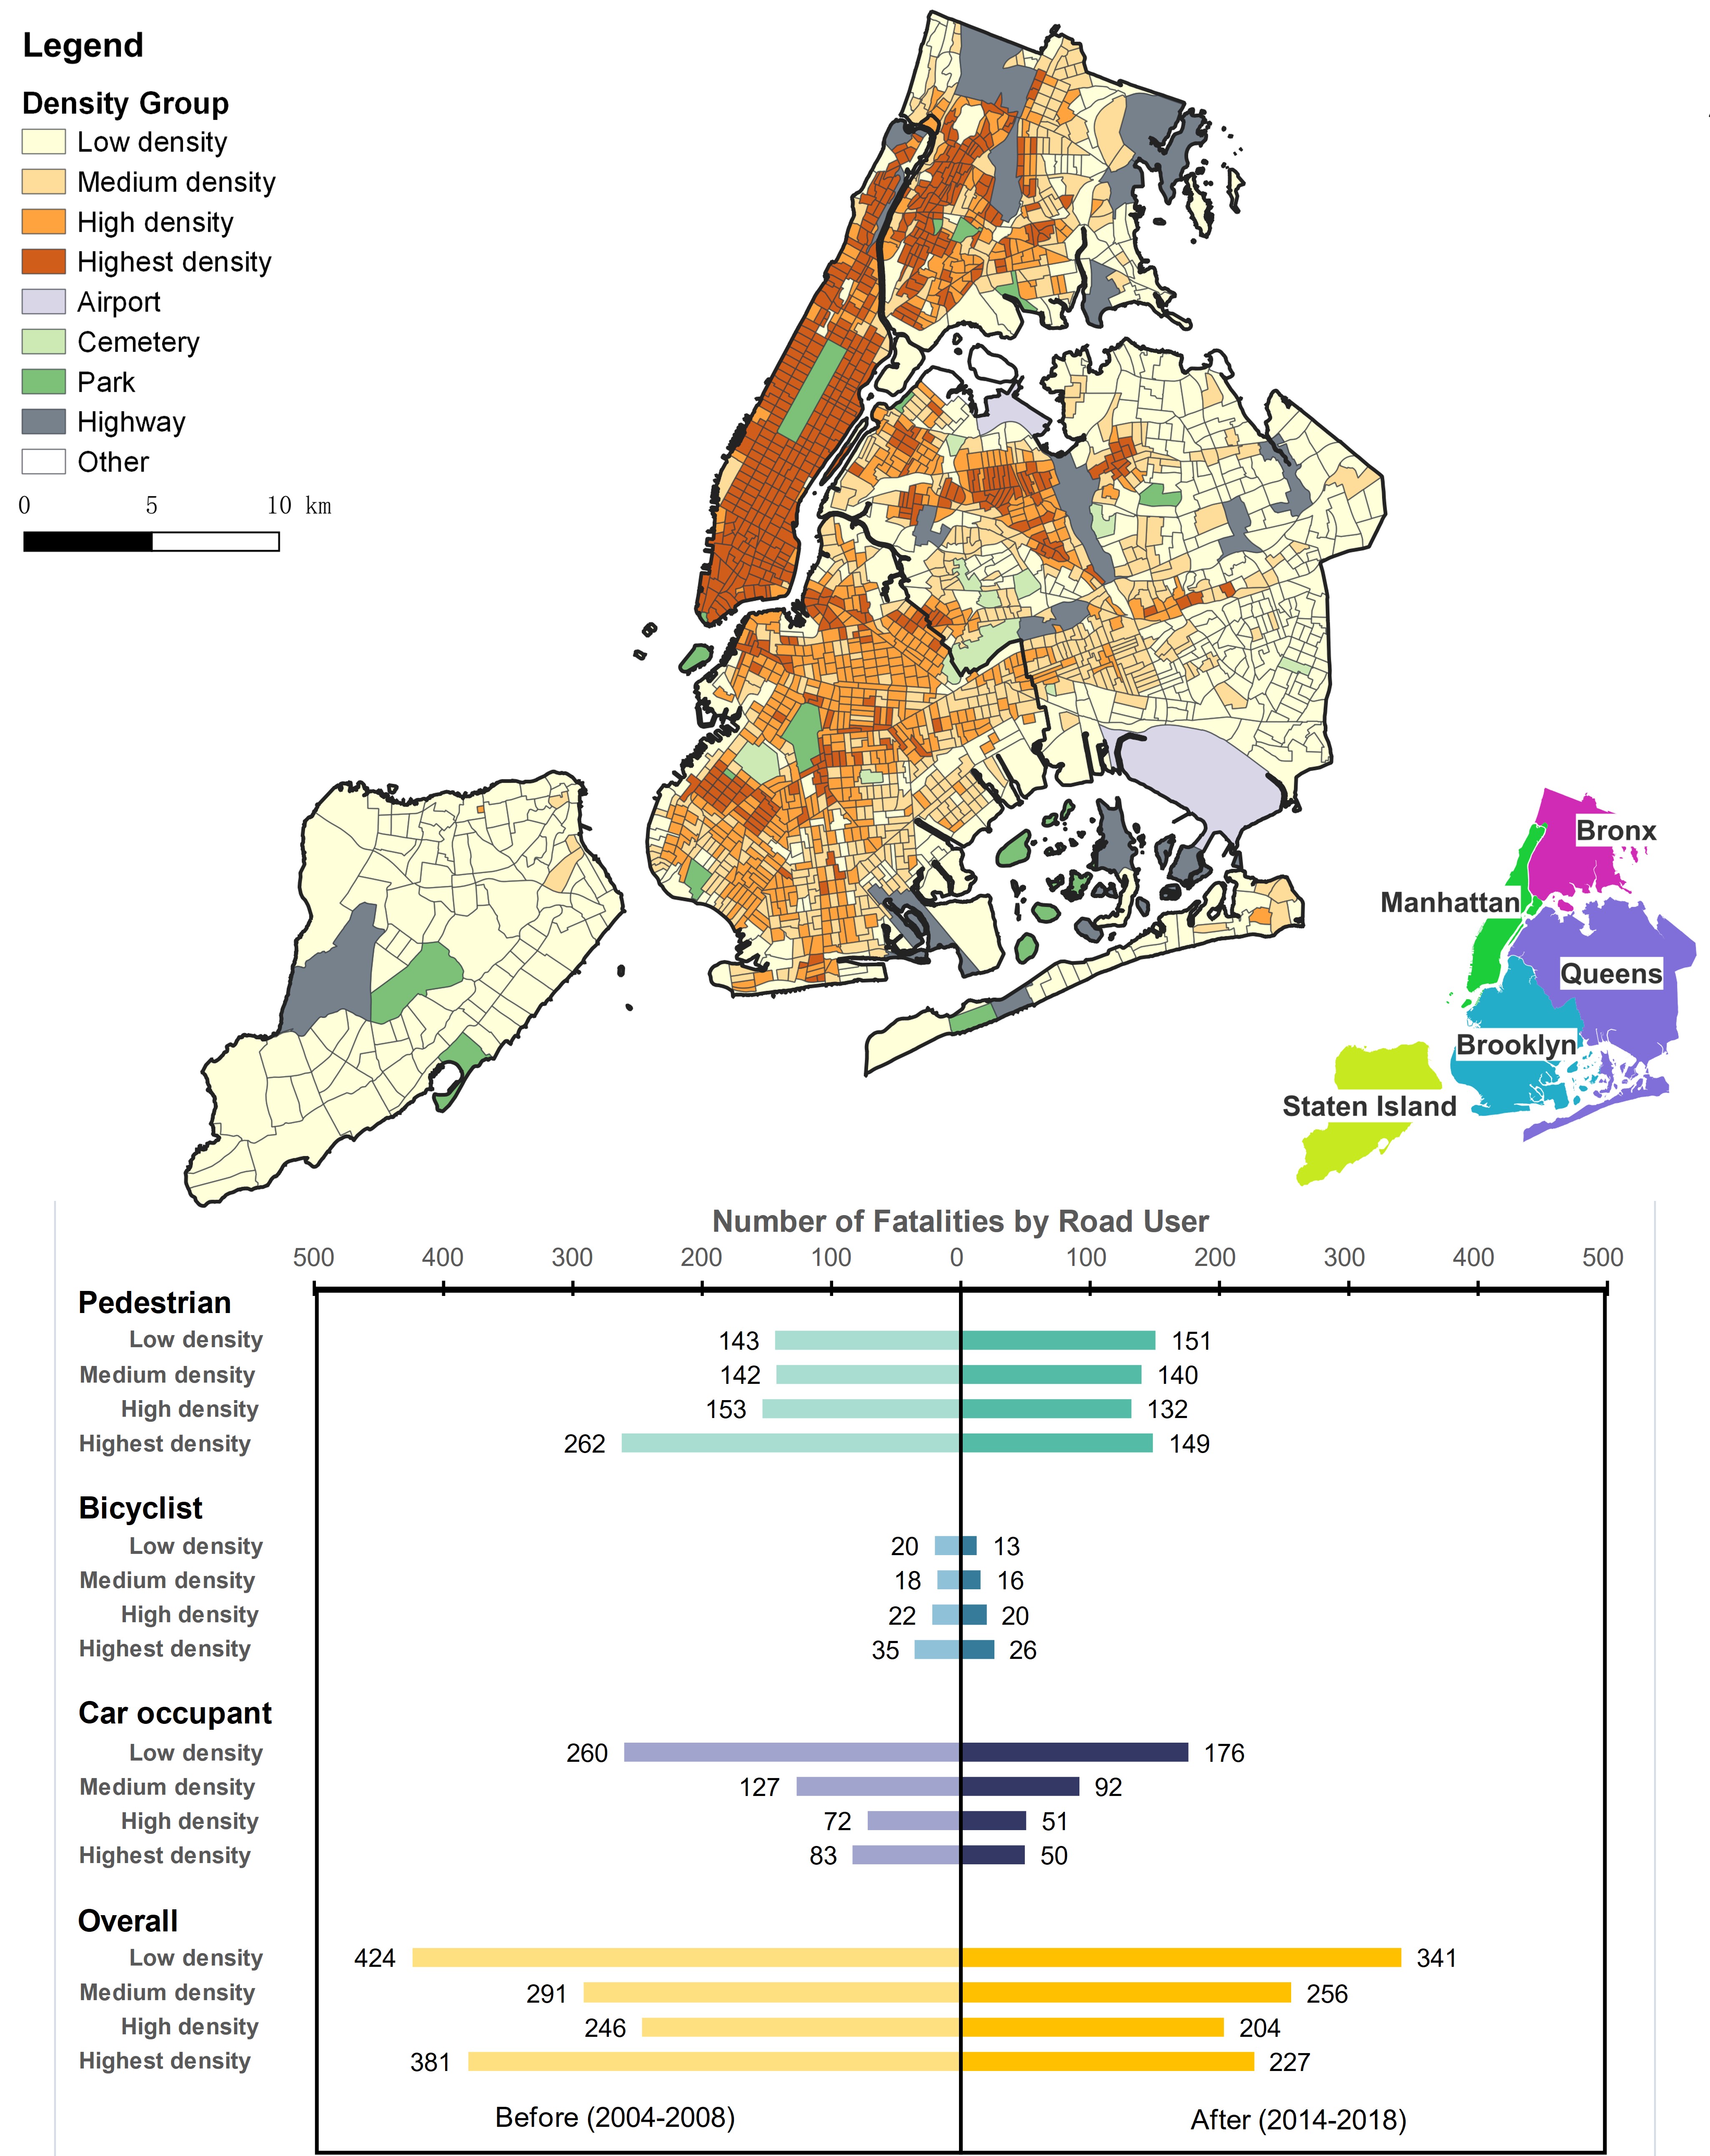 Legend
Density Group
Low density
Medium density
High density
Highest density
Airport
Cemetery
Park
Highway
Other
0 5 10 km
Bronx
Manhattan
Queens
Brooklyn
Staten Island
Number of Fatalities by Road User
500 400 300 200 100 0 100 200 300 400 500
Pedestrian
Low density 143 151
Medium density 142 140
High density 153 132
Highest density 262 149
Bicyclist
Low density 20 13
Medium density 18 16
High density 22 20
Highest density 35 26
Car occupant
Low density 260 176
Medium density 127 92
High density 72 51
Highest density 83 50
Overall
Low density 424 341
Medium density 291 256
High density 246 204
Highest density 381 227
Before (2004-2008) After (2014-2018)